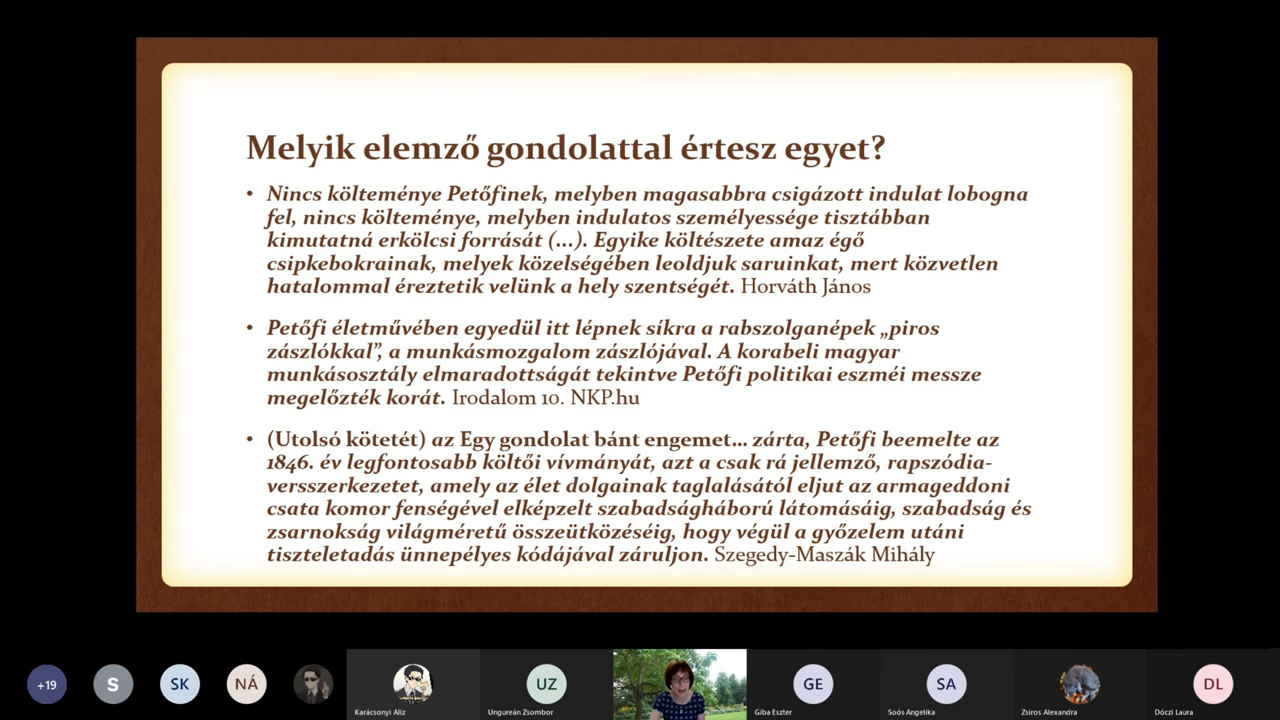 Melyik elemző gondolattal értesz egyet?
• Nincs költeménye Petőfinek, melyben magasabbra csigázott indulat lobogna
fel, nincs költeménye, melyben indulatos személyessége tisztábban
kimutatná erkölcsi forrását (...). Egyike költészete amaz égő
csipkebokrainak, melyek közelségében leoldjuk saruinkat, mert közvetlen
hatalommal éreztetik velünk a hely szentségét. Horváth János
• Petőfi életművében egyedül itt lépnek síkra a rabszolganépek „piros
zászlókkal”, a munkásmozgalom zászlójával. A korabeli magyar
munkásosztály elmaradottságát tekintve Petőfi politikai eszméi messze
megelőzték korát. Irodalom 10. NKP.hu
• (Utolsó kötetét) az Egy gondolat bánt engemet... zárta, Petőfi beemelte az
1846. év legfontosabb költői vívmányát, azt a csak rá jellemző, rapszódia-
versszerkezetet, amely az élet dolgainak taglalásától eljut az armageddoni
csata komor fenségével elképzelt szabadságháború látomásáig, szabadság és
zsarnokság világméretű összeütközéséig, hogy végül a győzelem utáni
tiszteletadás ünnepélyes kódájával záruljon. Szegedy-Maszák Mihály
+19 S SK NÁ UZ GE SA DL
Karácsonyi Aliz Ungureán Zsombor Giba Eszter Soós Angelika Zsiros Alexandra Dóczi Laura